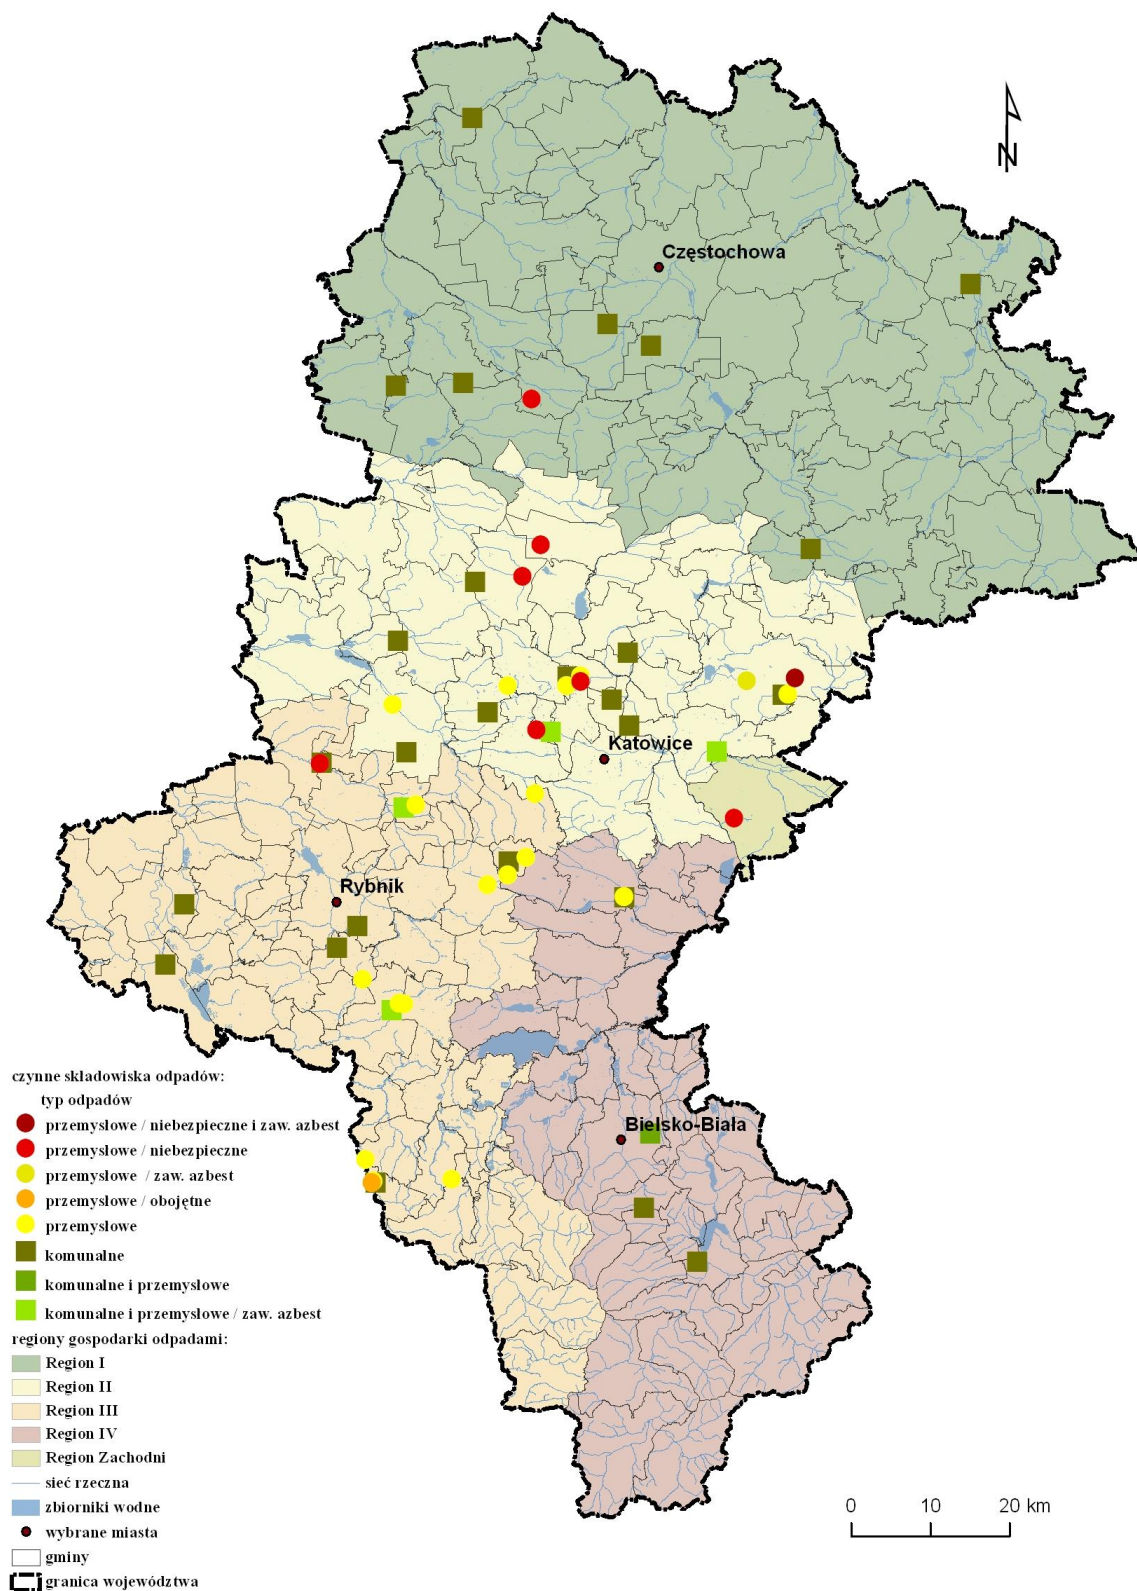 N
Częstochowa
Katowice
Rybnik
Bielsko-Biała
czynne składowiska odpadów:
typ odpadów
przemysłowe / niebezpieczne i zaw. azbest
przemysłowe / niebezpieczne
przemysłowe / zaw. azbest
przemysłowe / obojętne
przemysłowe
komunalne
komunalne i przemysłowe
komunalne i przemysłowe / zaw. azbest
regiony gospodarki odpadami:
Region I
Region II
Region III
Region IV
Region Zachodni
sieć rzeczna
zbiorniki wodne
wybrane miasta
gminy
granica województwa
0 10 20 km